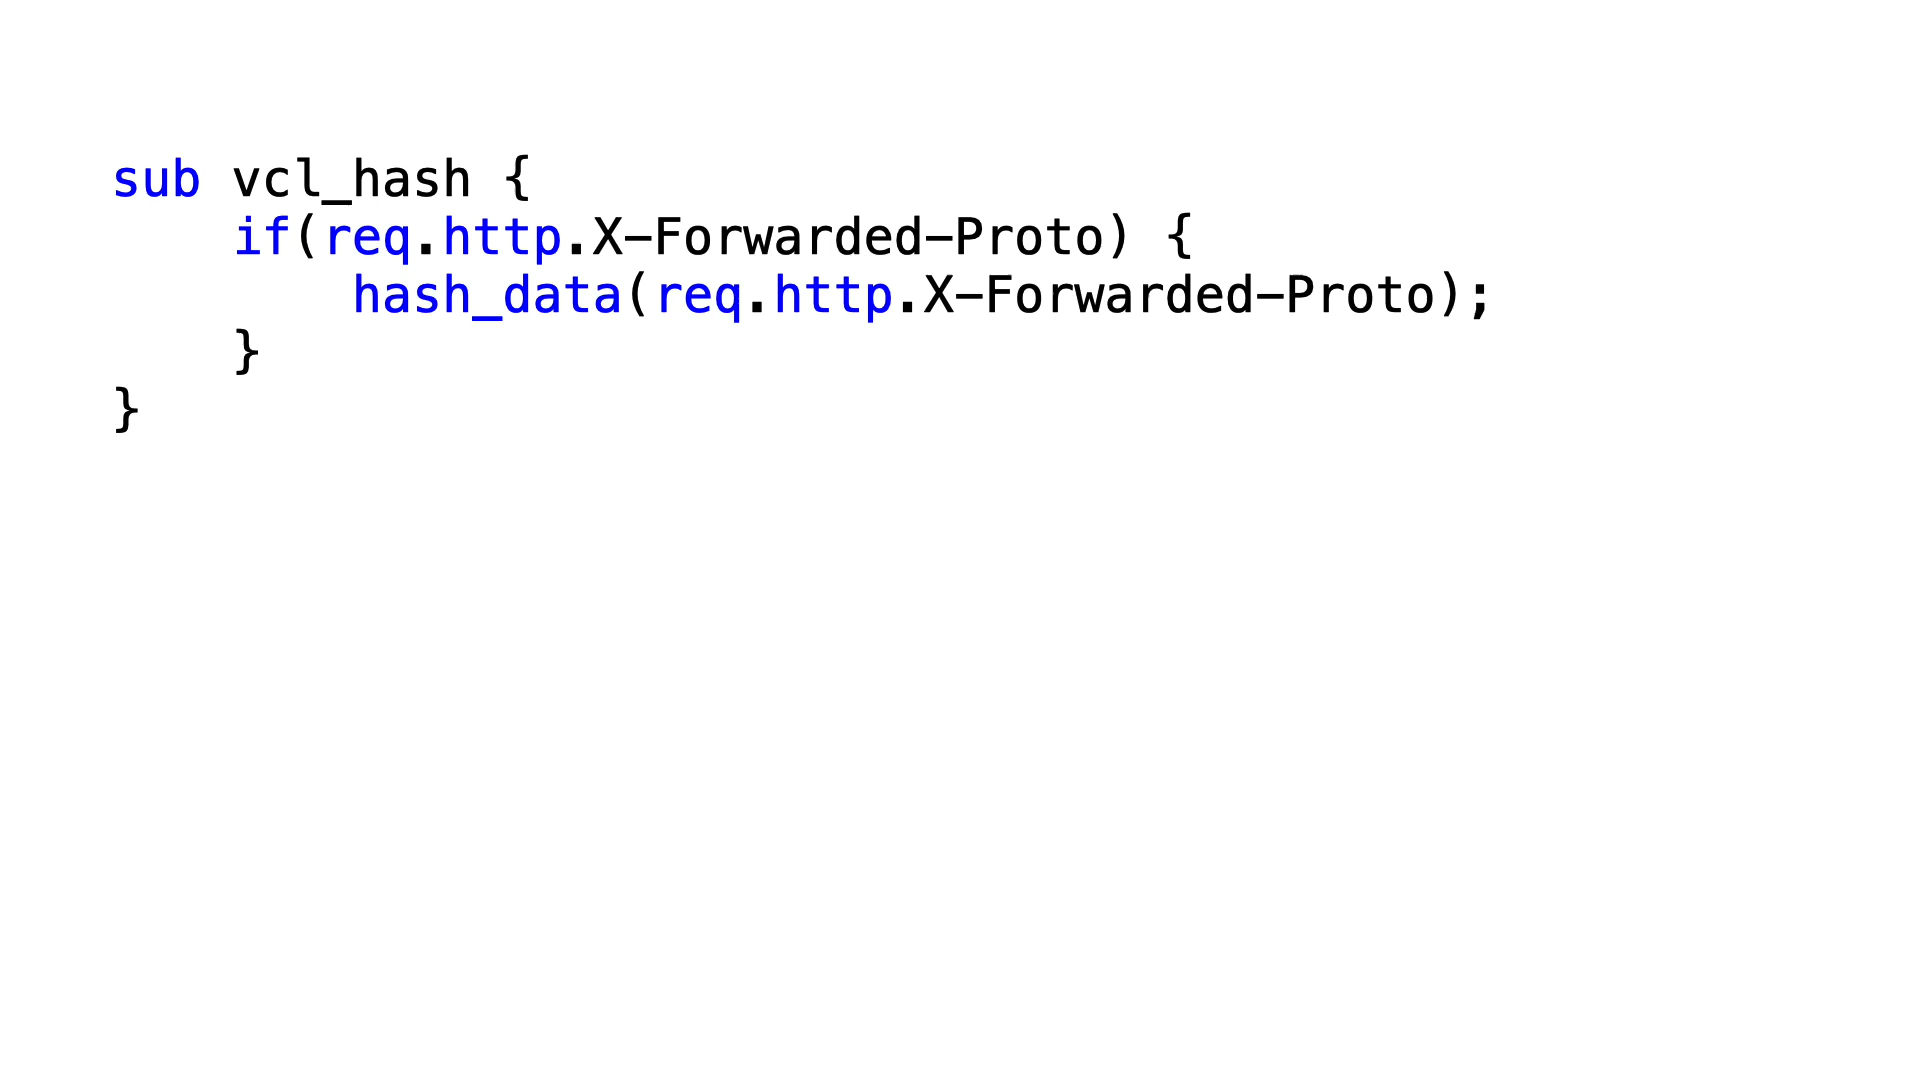 sub vcl_hash {
    if(req.http.X-Forwarded-Proto) {
        hash_data(req.http.X-Forwarded-Proto);
    }
}